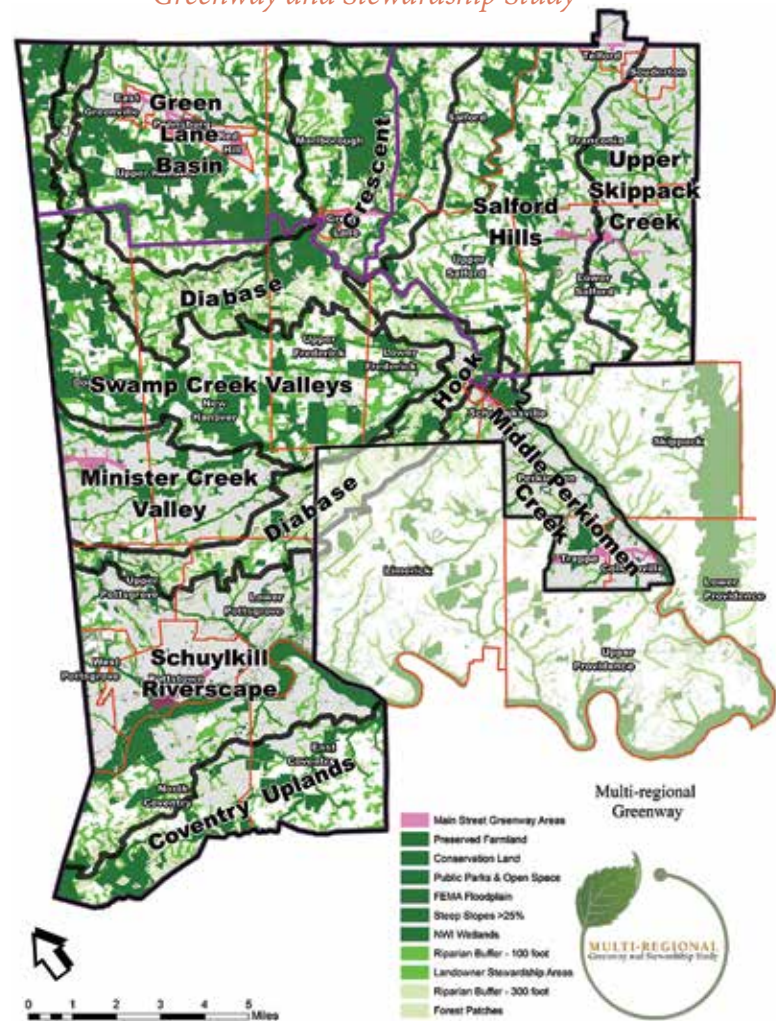 Greenway and Stewardship Study
Telford
Souderton
East
Greenville
Green
Lane
Basin
Pennsburg
Red
Hill
Marlborough
Crescent
Salford
Franconia
Upper
Skippack
Creek
Salford
Hills
Green
Lane
Upper
Salford
Lower
Salford
Diabase
Upper
Frederick
Lower
Frederick
Swamp Creek Valleys
New
Hanover
Hook
Schwenksville
Skippack
Middle Perkiomen
Creek
Perkiomen
Minister Creek
Valley
Diabase
Limerick
Trappe
Collegeville
Lower
Providence
Upper
Pottsgrove
Lower
Pottsgrove
West
Pottsgrove
Schuylkill
Riverscape
Pottstown
Upper
Providence
North
Coventry
East
Coventry
Coventry Uplands
Multi-regional
Greenway
Main Street Greenway Areas
Preserved Farmland
Conservation Land
Public Parks & Open Space
FEMA Floodplain
Steep Slopes >25%
NWI Wetlands
Riparian Buffer - 100 foot
Landowner Stewardship Areas
Riparian Buffer - 300 foot
Forest Patches
MULTI-REGIONAL
Greenway and Stewardship Study
0 1 2 3 4 5
Miles